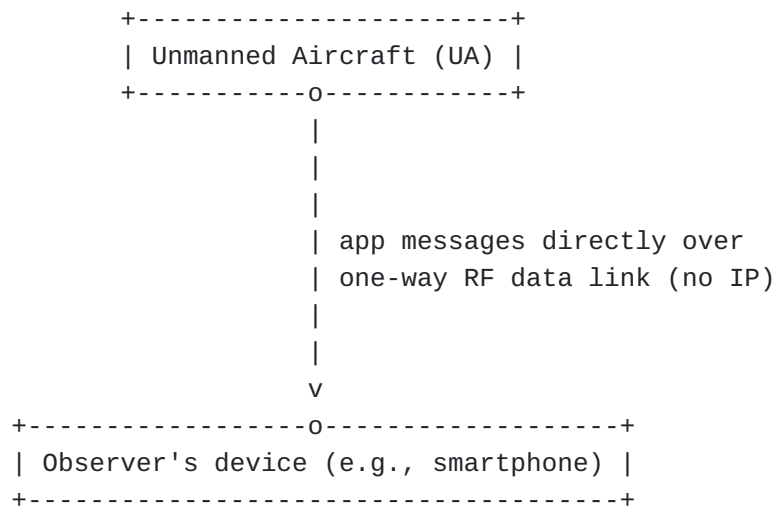 Unmanned Aircraft (UA)
app messages directly over
one-way RF data link (no IP)
Observer's device (e.g., smartphone)